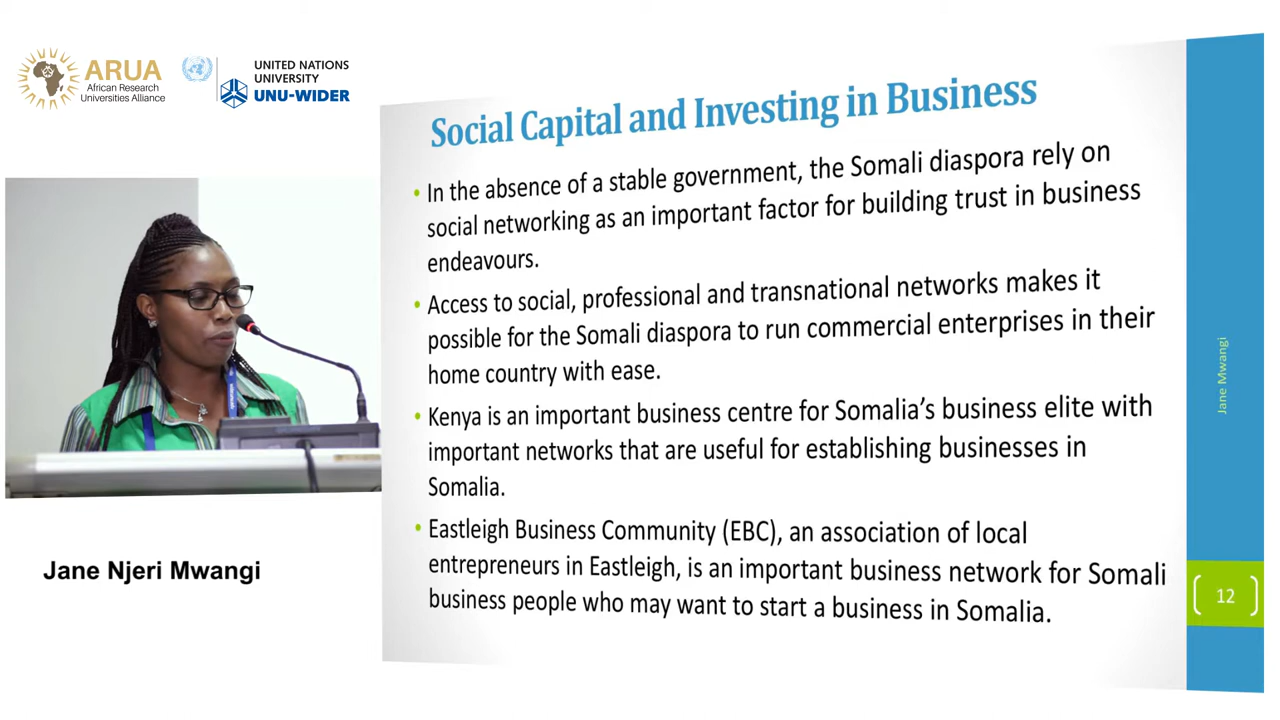 ARUA
African Research
Universities Alliance
UNITED NATIONS
UNIVERSITY
UNU-WIDER
Social Capital and Investing in Business
• In the absence of a stable government, the Somali diaspora rely on
social networking as an important factor for building trust in business
endeavours.
• Access to social, professional and transnational networks makes it
possible for the Somali diaspora to run commercial enterprises in their
home country with ease.
• Kenya is an important business centre for Somalia's business elite with
important networks that are useful for establishing businesses in
Somalia.
• Eastleigh Business Community (EBC), an association of local
entrepreneurs in Eastleigh, is an important business network for Somali
business people who may want to start a business in Somalia.
Jane Mwangi
12
Jane Njeri Mwangi